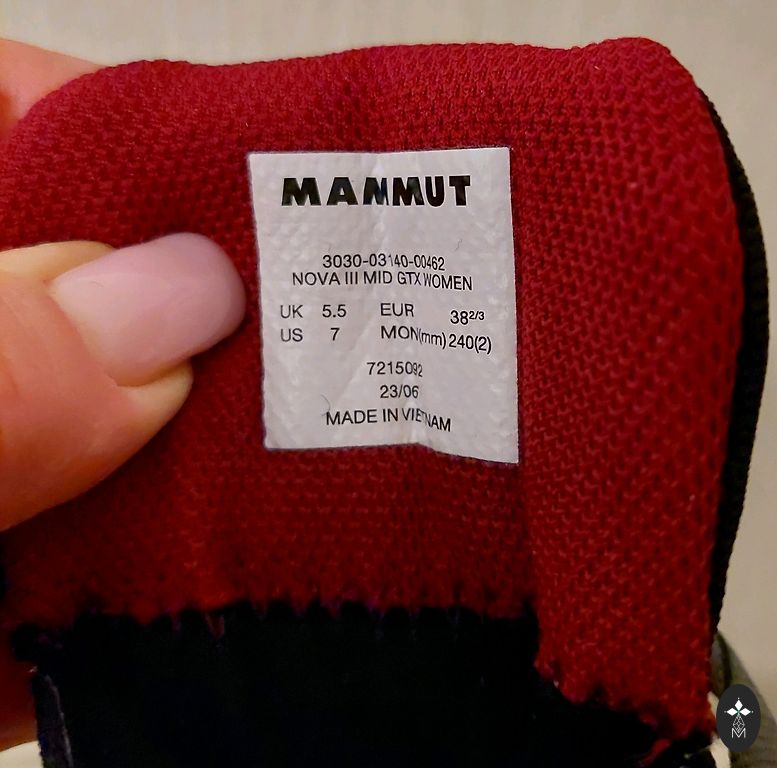 MAMMUT
3030-03140-00462
NOVA III MID GTX WOMEN
UK 5.5 EUR 38 2/3
US 7 MON(mm) 240(2)
7215092
23/06
MADE IN VIETNAM
M